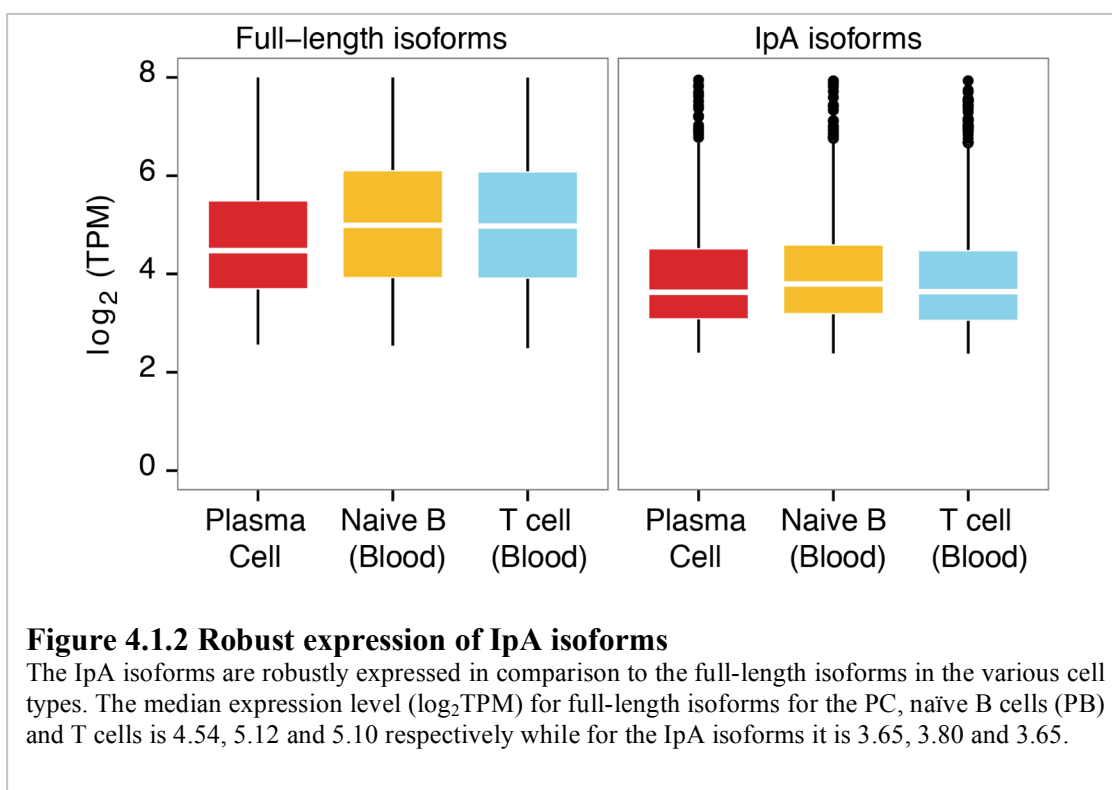 Full–length isoforms
IpA isoforms
log₂ (TPM)
8
6
4
2
0
Plasma Cell
Naive B (Blood)
T cell (Blood)
Plasma Cell
Naive B (Blood)
T cell (Blood)
Figure 4.1.2 Robust expression of IpA isoforms
The IpA isoforms are robustly expressed in comparison to the full-length isoforms in the various cell
types. The median expression level (log₂TPM) for full-length isoforms for the PC, naïve B cells (PB)
and T cells is 4.54, 5.12 and 5.10 respectively while for the IpA isoforms it is 3.65, 3.80 and 3.65.